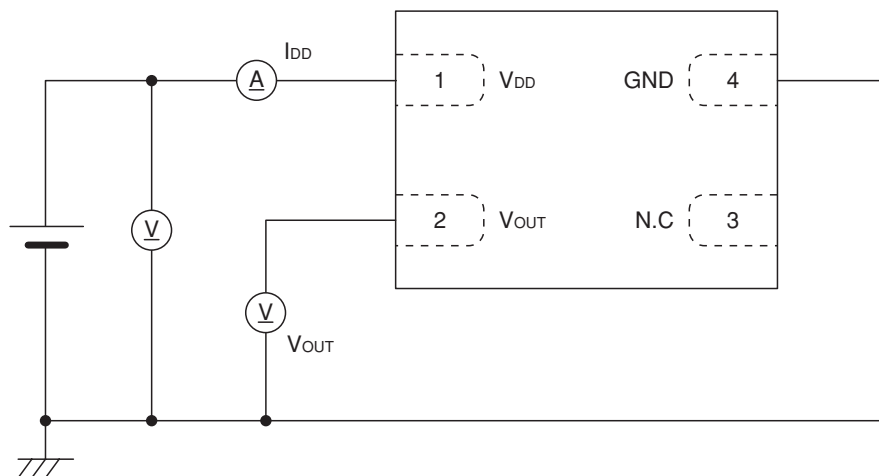 IDD
A
1 VDD GND 4
V
2 VOUT N.C 3
V
VOUT